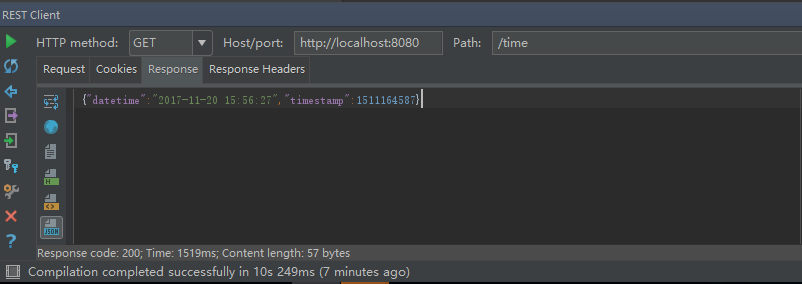 REST Client
HTTP method: GET Host/port: http://localhost:8080 Path: /time
Request Cookies Response Response Headers
{"datetime":"2017-11-20 15:56:27","timestamp":1511164587}
H
JSON
Response code: 200; Time: 1519ms; Content length: 57 bytes
Compilation completed successfully in 10s 249ms (7 minutes ago)